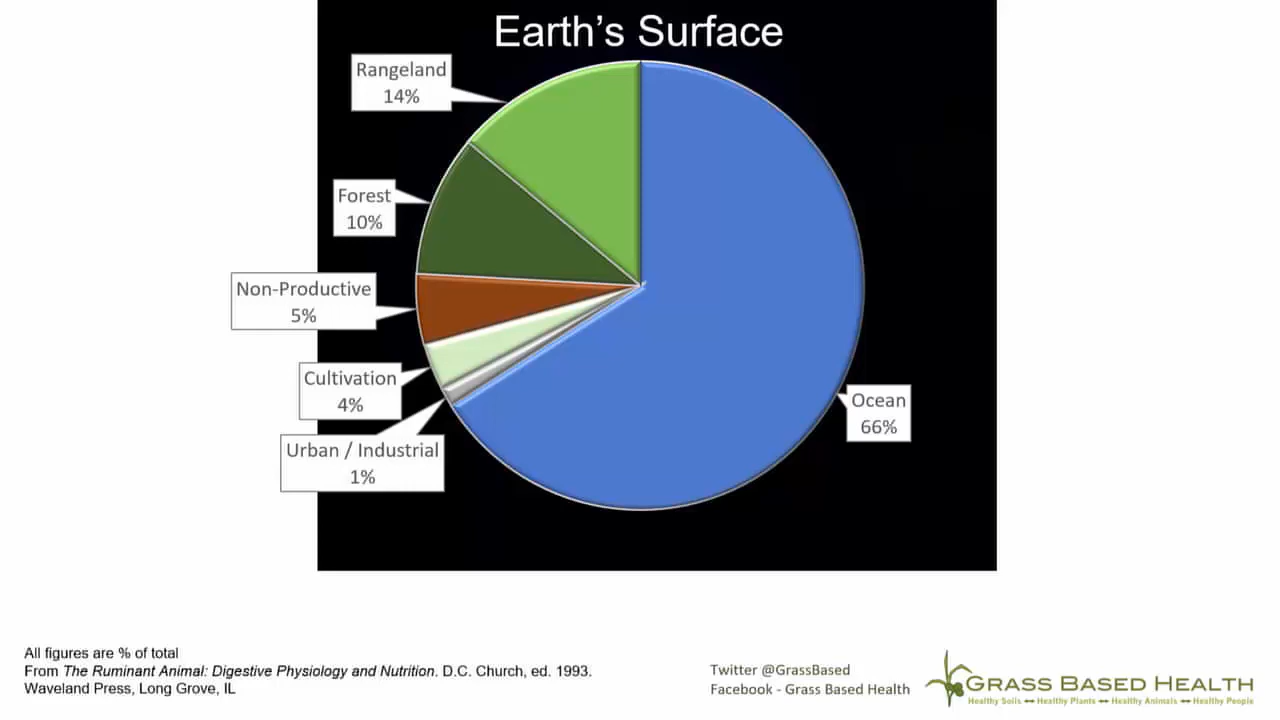 Earth's Surface
Rangeland
14%
Forest
10%
Non-Productive
5%
Cultivation
4%
Urban / Industrial
1%
Ocean
66%
All figures are % of total
From The Ruminant Animal: Digestive Physiology and Nutrition. D.C. Church, ed. 1993.
Waveland Press, Long Grove, IL
Twitter @GrassBased
Facebook - Grass Based Health
GRASS BASED HEALTH
Healthy Soils ↔ Healthy Plants ↔ Healthy Animals ↔ Healthy People